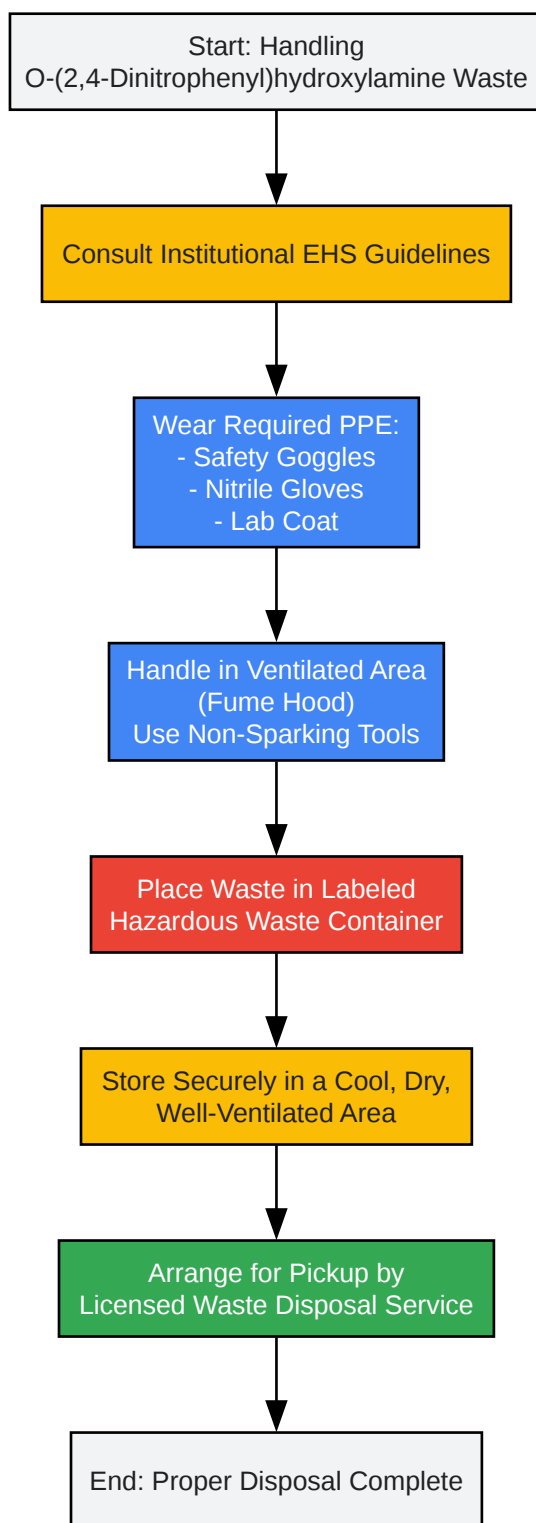 Start: Handling
O-(2,4-Dinitrophenyl)hydroxylamine Waste
Consult Institutional EHS Guidelines
Wear Required PPE:
- Safety Goggles
- Nitrile Gloves
- Lab Coat
Handle in Ventilated Area
(Fume Hood)
Use Non-Sparking Tools
Place Waste in Labeled
Hazardous Waste Container
Store Securely in a Cool, Dry,
Well-Ventilated Area
Arrange for Pickup by
Licensed Waste Disposal Service
End: Proper Disposal Complete